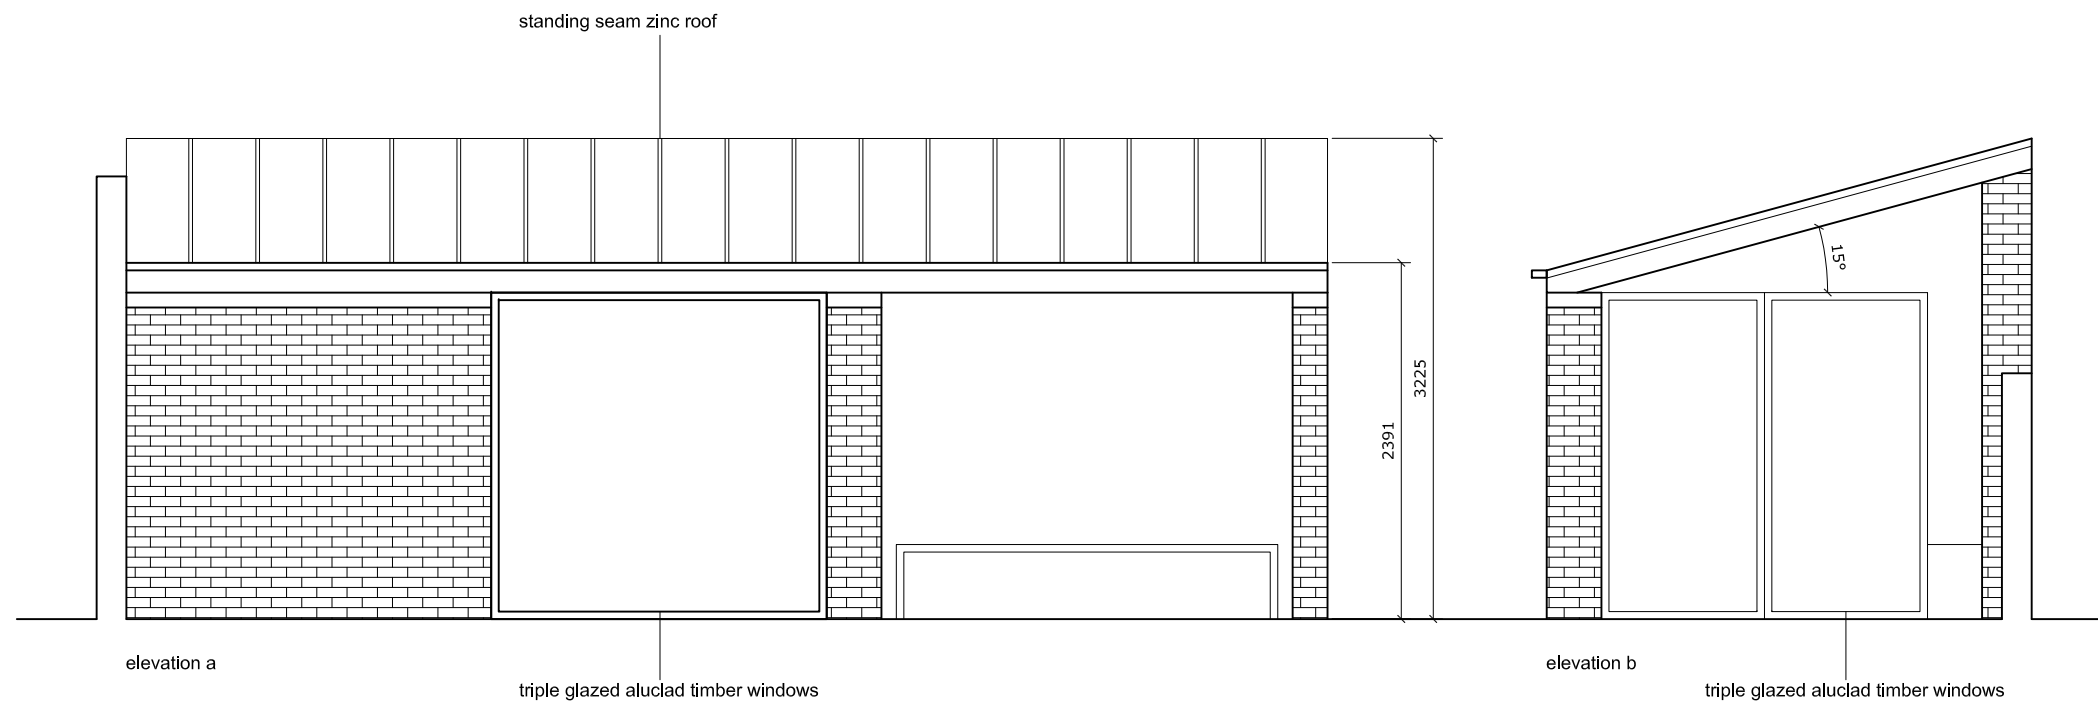 standing seam zinc roof
15°
3225
2391
elevation a
elevation b
triple glazed aluclad timber windows
triple glazed aluclad timber windows